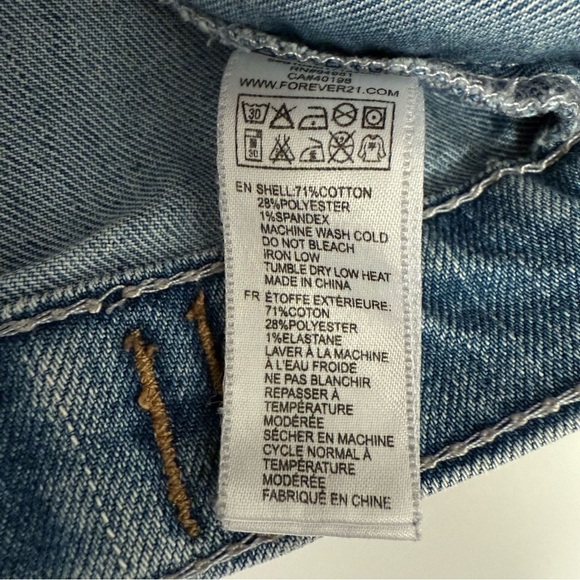 CA#40198
WWW.FOREVER21.COM
30
30
EN SHELL:71%COTTON
28%POLYESTER
1%SPANDEX
MACHINE WASH COLD
DO NOT BLEACH
IRON LOW
TUMBLE DRY LOW HEAT
MADE IN CHINA
FR ÉTOFFE EXTÉRIEURE:
71%COTON
28%POLYESTER
1%ELASTANE
LAVER À LA MACHINE
À L'EAU FROIDE
NE PAS BLANCHIR
REPASSER À
TEMPÉRATURE
MODÉRÉE
SÉCHER EN MACHINE
CYCLE NORMAL À
TEMPÉRATURE
MODÉRÉE
FABRIQUÉ EN CHINE